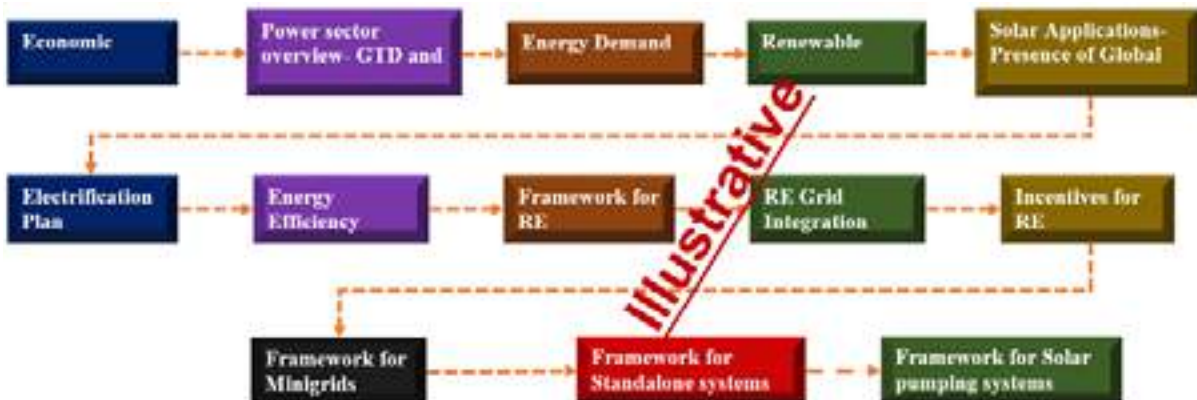 Economic
Power sector
overview- GTD and
Energy Demand
Renewable
Solar Applications-
Presence of Global
Electrification
Plan
Energy
Efficiency
Framework for
RE
RE Grid
Integration
Incentives for
RE
Illustrative
Framework for
Minigrids
Framework for
Standalone systems
Framework for Solar
pumping systems